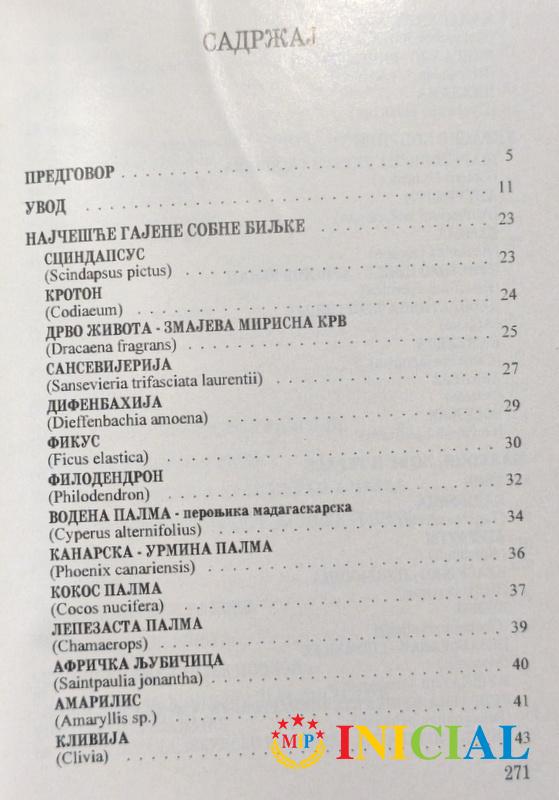 САДРЖАЈ
ПРЕДГОВОР . . . . . . . . . . . . . . . . . . . . . . . . . . . . . . . . 5
УВОД . . . . . . . . . . . . . . . . . . . . . . . . . . . . . . . . 11
НАЈЧЕШЋЕ ГАЈЕНЕ СОБНЕ БИЉКЕ . . . . . . . . . . . . . . . . 23
СЦИНДАПСУС
(Scindapsus pictus) . . . . . . . . . . . . . . . . . . . . . . . . 23
КРОТОН
(Codiaeum) . . . . . . . . . . . . . . . . . . . . . . . . . . . . 24
ДРВО ЖИВОТА - ЗМАЈЕВА МИРИСНА КРВ
(Dracaena fragrans) . . . . . . . . . . . . . . . . . . . . . . . . 25
САНСЕВИЈЕРИЈА
(Sansevieria trifasciata laurentii) . . . . . . . . . . . . . . . . 27
ДИФЕНБАХИЈА
(Dieffenbachia amoena) . . . . . . . . . . . . . . . . . . . . . . 29
ФИКУС
(Ficus elastica) . . . . . . . . . . . . . . . . . . . . . . . . . . 30
ФИЛОДЕНДРОН
(Philodendron) . . . . . . . . . . . . . . . . . . . . . . . . . . 32
ВОДЕНА ПАЛМА - пероњика мадагаскарска
(Cyperus alternifolius) . . . . . . . . . . . . . . . . . . . . . . 34
КАНАРСКА - УРМИНА ПАЛМА
(Phoenix canariensis) . . . . . . . . . . . . . . . . . . . . . . . 36
КОКОС ПАЛМА
(Cocos nucifera) . . . . . . . . . . . . . . . . . . . . . . . . . 37
ЛЕПЕЗАСТА ПАЛМА
(Chamaerops) . . . . . . . . . . . . . . . . . . . . . . . . . . . 39
АФРИЧКА ЉУБИЧИЦА
(Saintpaulia jonantha) . . . . . . . . . . . . . . . . . . . . . . 40
АМАРИЛИС
(Amaryllis sp.) . . . . . . . . . . . . . . . . . . . . . . . . . . 41
КЛИВИЈА
(Clivia) . . . . . . . . . . . . . . . . . . . . . . . . . . . . . . 43
MP INICIAL
271